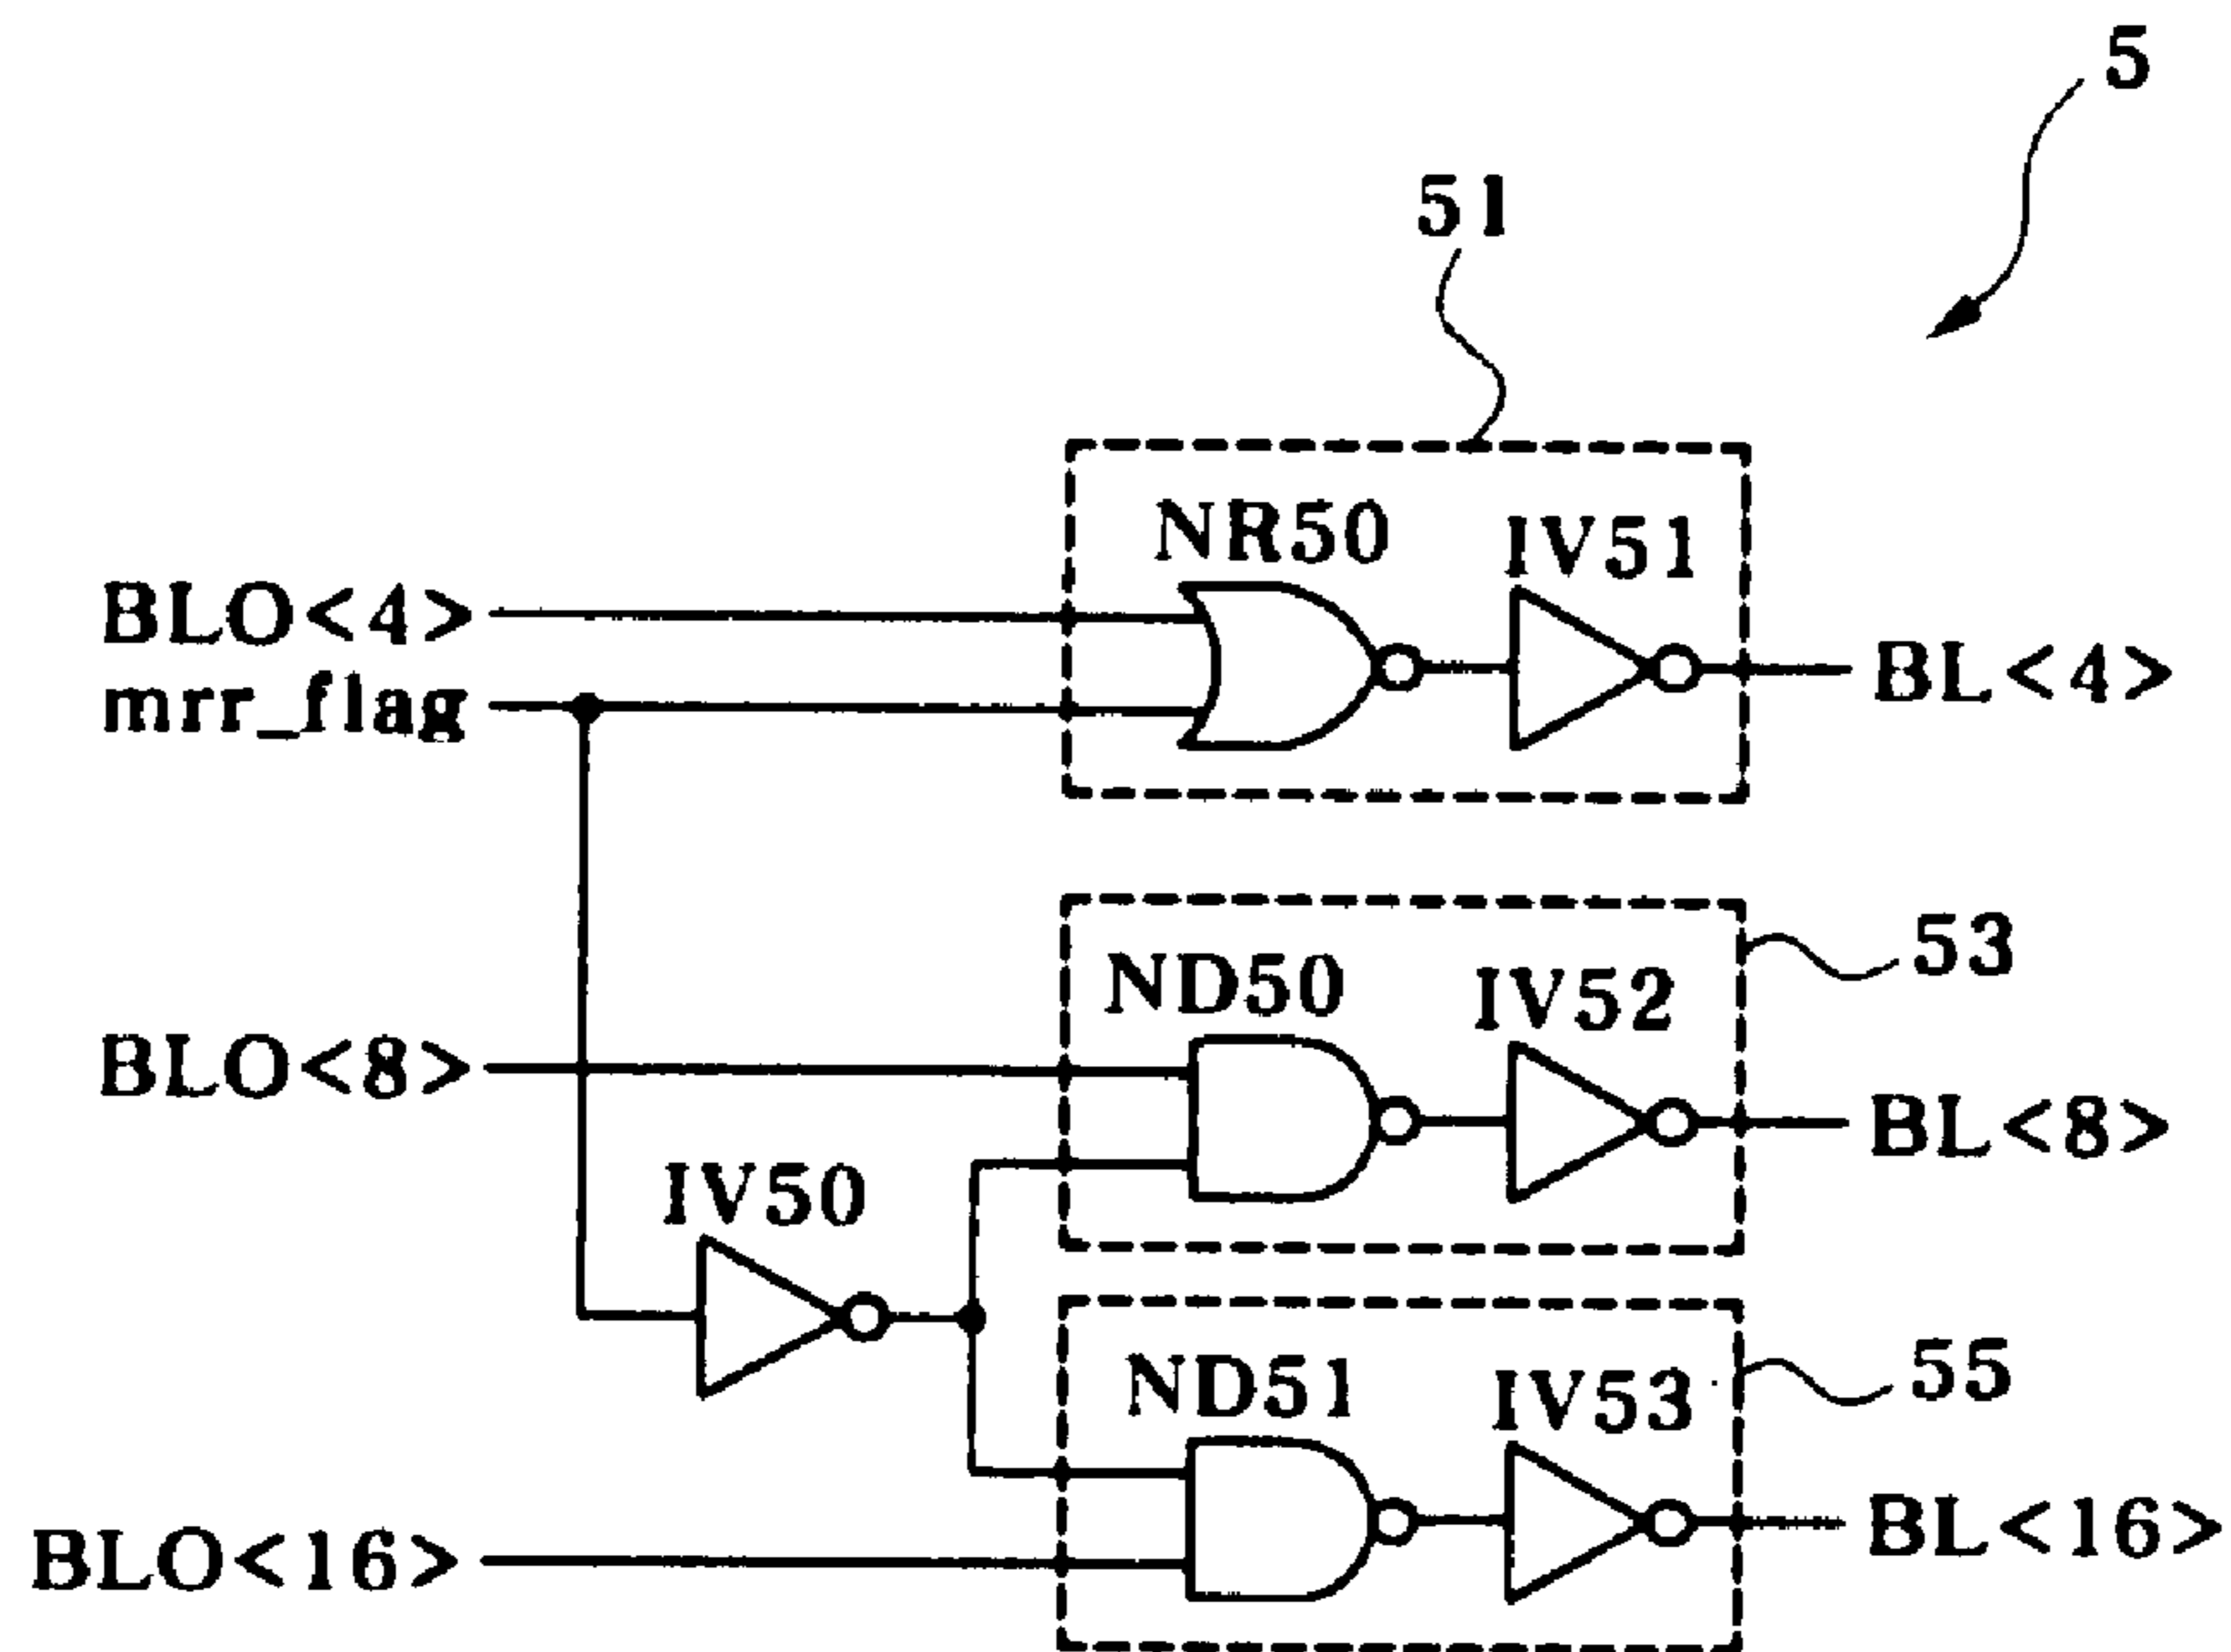 5
51
NR50
IV51
BLO<4>
mrr_flag
BL<4>
53
ND50
IV52
BLO<8>
BL<8>
IV50
55
ND51
IV53
BLO<16>
BL<16>